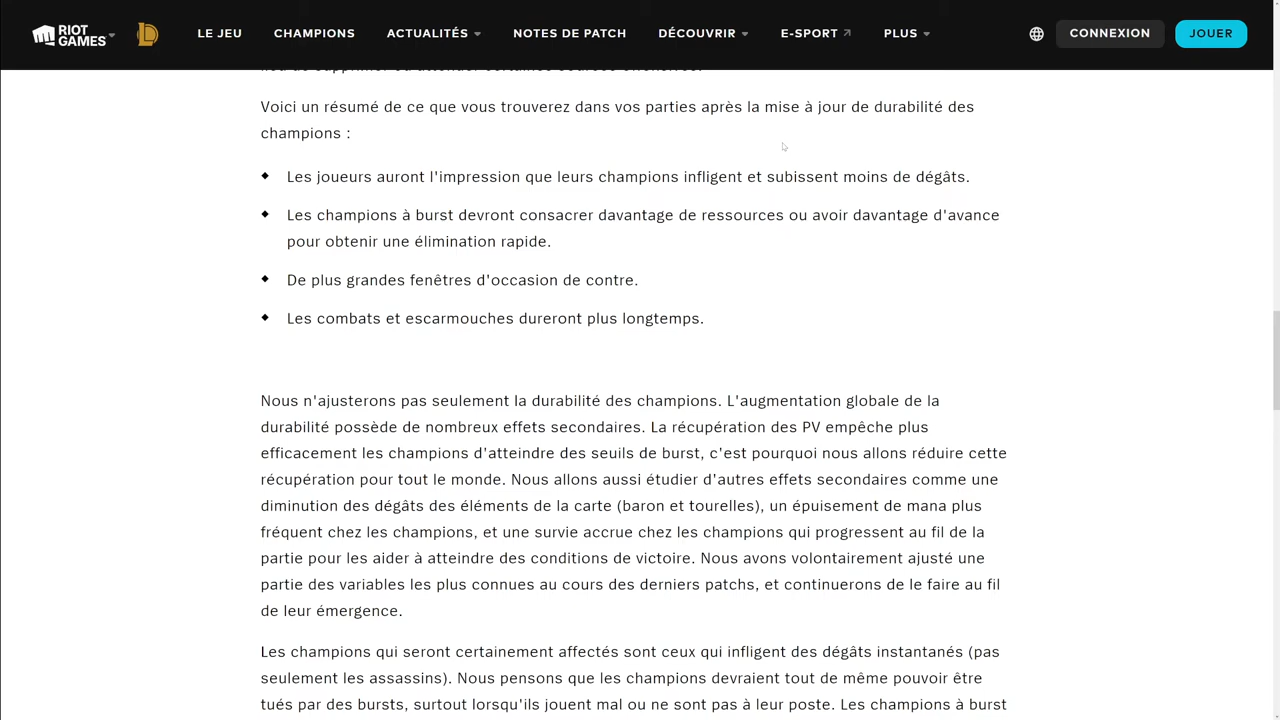 RIOT GAMES
LE JEU
CHAMPIONS
ACTUALITÉS
NOTES DE PATCH
DÉCOUVRIR
E-SPORT
PLUS
CONNEXION
JOUER
Voici un résumé de ce que vous trouverez dans vos parties après la mise à jour de durabilité des
champions :
Les joueurs auront l'impression que leurs champions infligent et subissent moins de dégâts.
Les champions à burst devront consacrer davantage de ressources ou avoir davantage d'avance
pour obtenir une élimination rapide.
De plus grandes fenêtres d'occasion de contre.
Les combats et escarmouches dureront plus longtemps.
Nous n'ajusterons pas seulement la durabilité des champions. L'augmentation globale de la
durabilité possède de nombreux effets secondaires. La récupération des PV empêche plus
efficacement les champions d'atteindre des seuils de burst, c'est pourquoi nous allons réduire cette
récupération pour tout le monde. Nous allons aussi étudier d'autres effets secondaires comme une
diminution des dégâts des éléments de la carte (baron et tourelles), un épuisement de mana plus
fréquent chez les champions, et une survie accrue chez les champions qui progressent au fil de la
partie pour les aider à atteindre des conditions de victoire. Nous avons volontairement ajusté une
partie des variables les plus connues au cours des derniers patchs, et continuerons de le faire au fil
de leur émergence.
Les champions qui seront certainement affectés sont ceux qui infligent des dégâts instantanés (pas
seulement les assassins). Nous pensons que les champions devraient tout de même pouvoir être
tués par des bursts, surtout lorsqu'ils jouent mal ou ne sont pas à leur poste. Les champions à burst